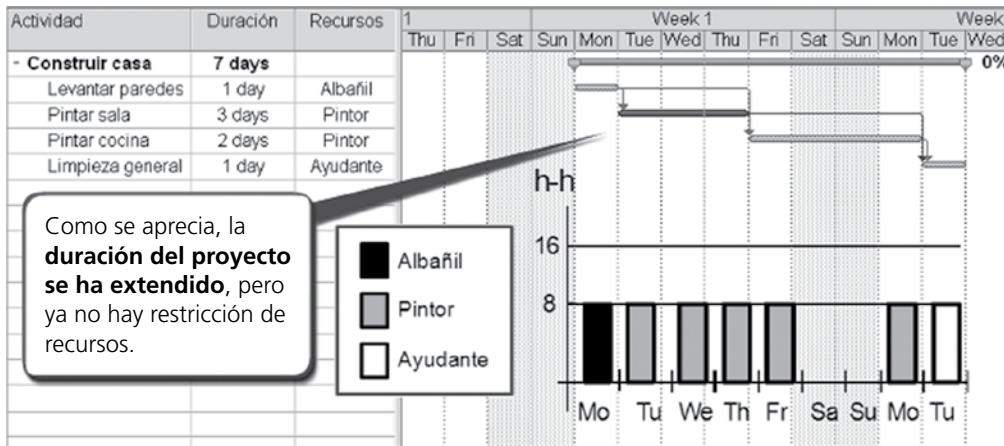 Actividad Duración Recursos 1 Week 1 Week
Thu Fri Sat Sun Mon Tue Wed Thu Fri Sat Sun Mon Tue Wed
- Construir casa 7 days 0%
Levantar paredes 1 day Albañil
Pintar sala 3 days Pintor
Pintar cocina 2 days Pintor
Limpieza general 1 day Ayudante
Como se aprecia, la
duración del proyecto
se ha extendido, pero
ya no hay restricción de
recursos.
Albañil
Pintor
Ayudante
h-h
16
8
Mo Tu We Th Fr Sa Su Mo Tu